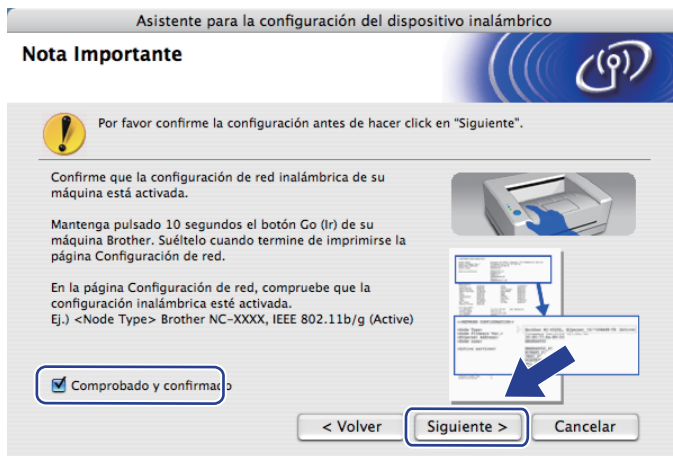 Asistente para la configuración del dispositivo inalámbrico
Nota Importante
Por favor confirme la configuración antes de hacer click en "Siguiente".
Confirme que la configuración de red inalámbrica de su
máquina está activada.
Mantenga pulsado 10 segundos el botón Go (Ir) de su
máquina Brother. Suéltelo cuando termine de imprimirse la
página Configuración de red.
En la página Configuración de red, compruebe que la
configuración inalámbrica esté activada.
Ej.) <Node Type> Brother NC-XXXX, IEEE 802.11b/g (Active)
Comprobado y confirmado
< Volver
Siguiente >
Cancelar